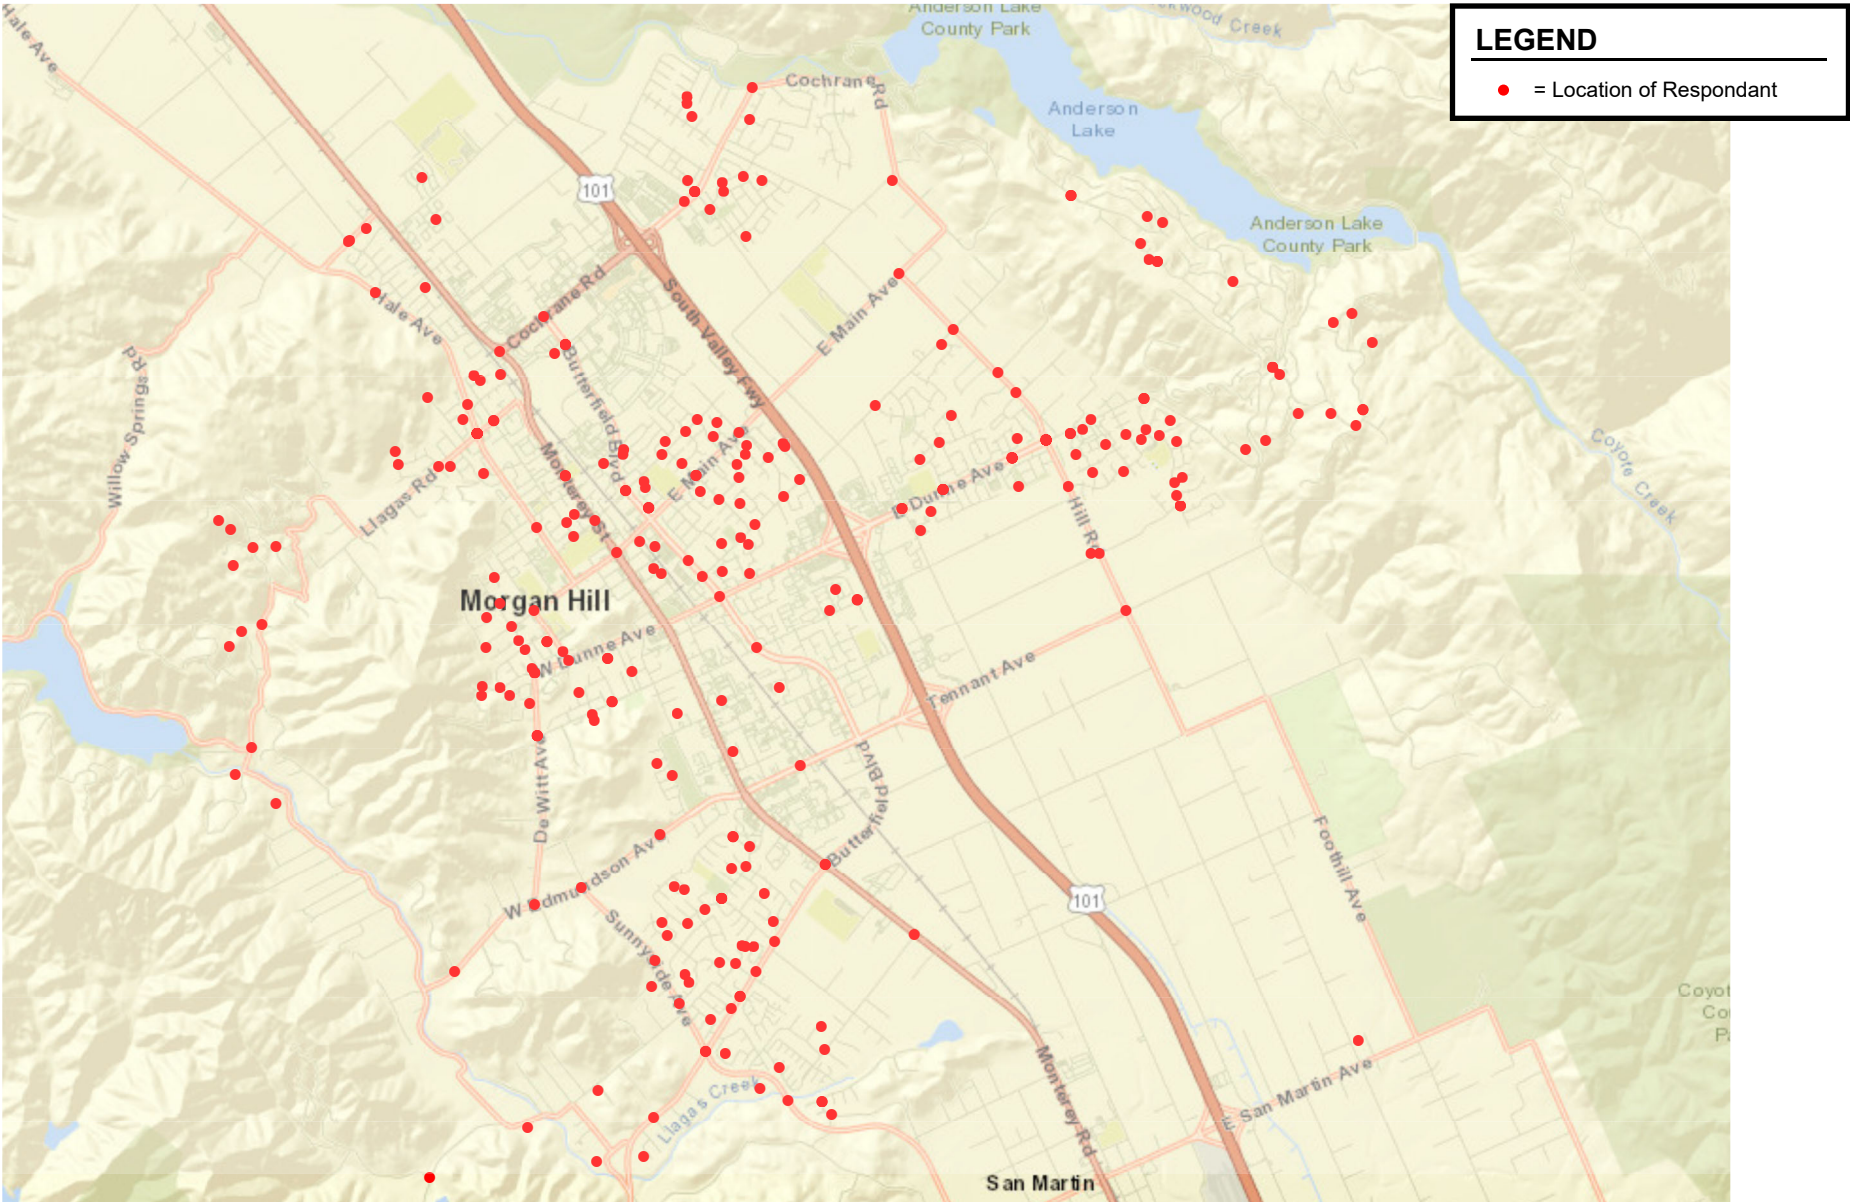 Anderson Lake
County Park
LEGEND
= Location of Respondant
Hale Ave
Cochrane Rd
Anderson
Lake
101
Anderson Lake
County Park
Cochrane Rd
South Valley Fwy
E Main Ave
Hale Ave
Butterfield Blvd
Willow Springs Rd
Monterey St
E Main Ave
Llagas Rd
E Dunne Ave
Hill Rd
Coyote Creek
Morgan Hill
W Dunne Ave
Tennant Ave
De Witt Ave
Butterfield Blvd
W Edmundson Ave
Foothill Ave
101
Sunnyside Ave
Monterey Rd
Llagas Creek
San Martin Ave
San Martin